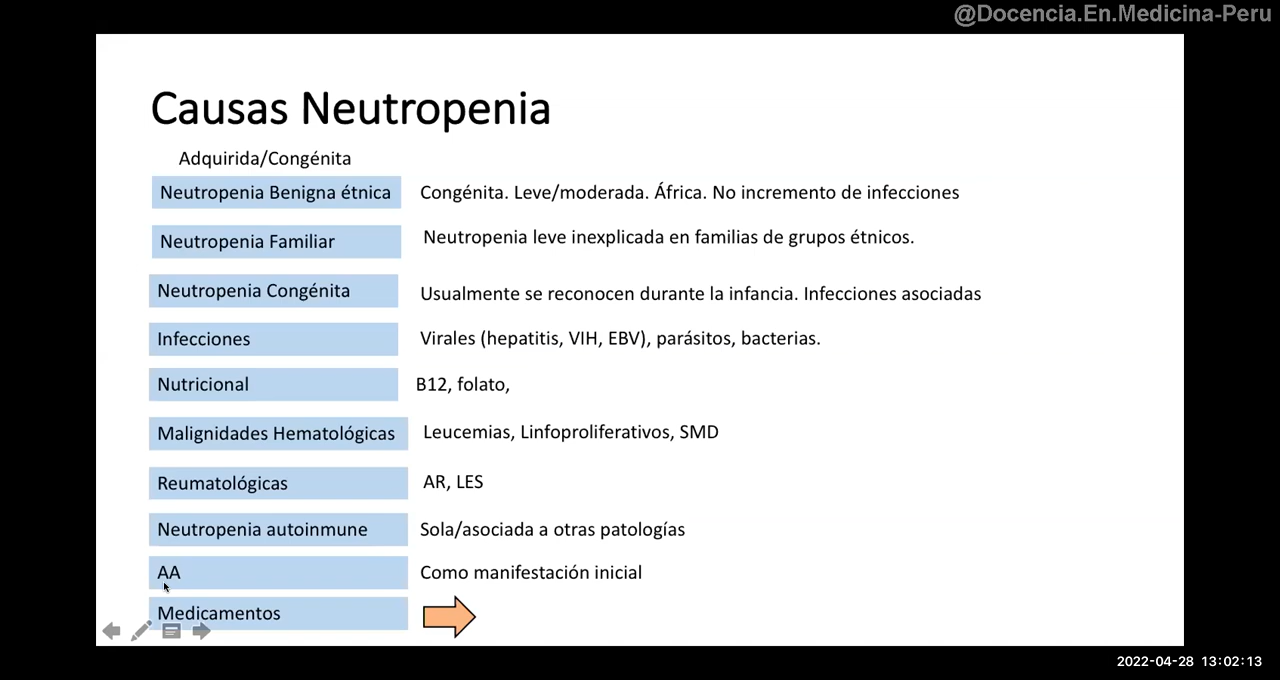 @Docencia.En.Medicina-Peru
Causas Neutropenia
Adquirida/Congénita
Neutropenia Benigna étnica Congénita. Leve/moderada. África. No incremento de infecciones
Neutropenia Familiar Neutropenia leve inexplicada en familias de grupos étnicos.
Neutropenia Congénita Usualmente se reconocen durante la infancia. Infecciones asociadas
Infecciones Virales (hepatitis, VIH, EBV), parásitos, bacterias.
Nutricional B12, folato,
Malignidades Hematológicas Leucemias, Linfoproliferativos, SMD
Reumatológicas AR, LES
Neutropenia autoinmune Sola/asociada a otras patologías
AA Como manifestación inicial
Medicamentos
2022-04-28 13:02:13